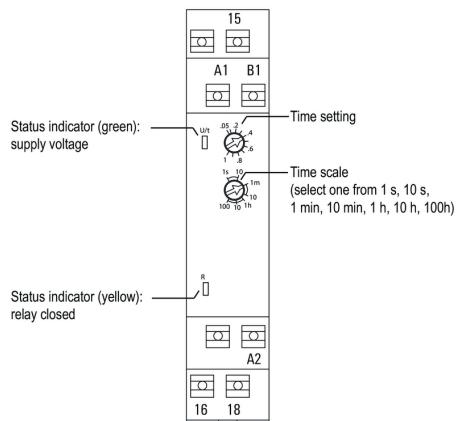 15
A1 B1
Status indicator (green):
supply voltage
U/t
.05 .2 .4 .6 .8 1
Time setting
1s 10 1m 10 1h 10 100
Time scale
(select one from 1 s, 10 s,
1 min, 10 min, 1 h, 10 h, 100h)
R
Status indicator (yellow):
relay closed
A2
16 18